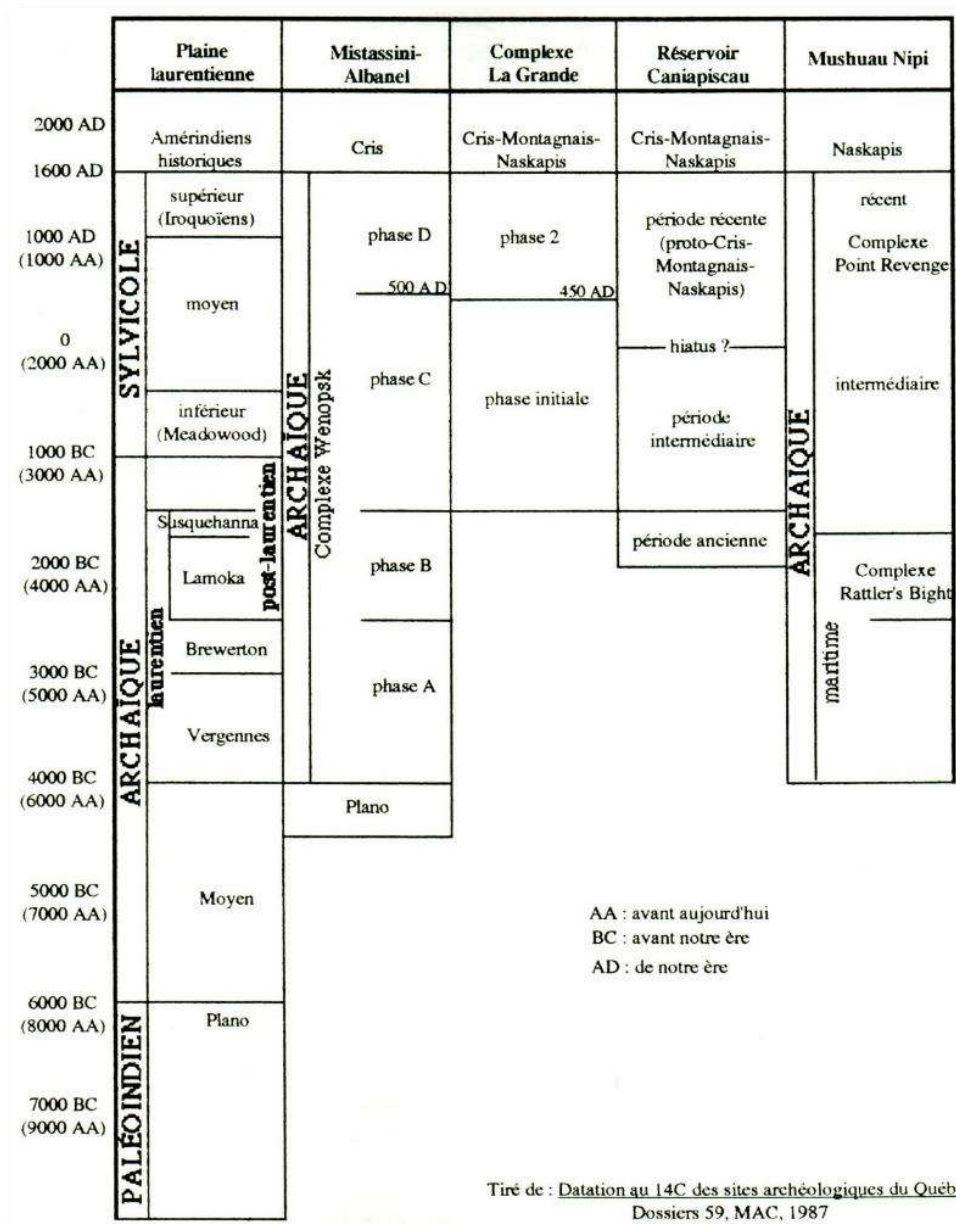 Plaine
laurentienne
Mistassini-
Albanel
Complexe
La Grande
Réservoir
Caniapiscau
Mushuau Nipi
2000 AD
Amérindiens
historiques
Cris
Cris-Montagnais-
Naskapis
Cris-Montagnais-
Naskapis
Naskapis
1600 AD
SYLVICOLE
supérieur
(Iroquoïens)
ARCHAÏQUE
Complexe Wenopsk
phase D
phase 2
période récente
(proto-Cris-
Montagnais-
Naskapis)
ARCHAÏQUE
récent
1000 AD
(1000 AA)
Complexe
Point Revenge
500 AD
450 AD
moyen
0
(2000 AA)
hiatus ?
phase C
phase initiale
intermédiaire
inférieur
(Meadowood)
période
intermédiaire
1000 BC
(3000 AA)
ARCHAÏQUE
post-laurentien
Susquehanna
période ancienne
2000 BC
(4000 AA)
Lamoka
phase B
Complexe
Rattler's Bight
laurentien
Brewerton
maritime
3000 BC
(5000 AA)
phase A
Vergennes
4000 BC
(6000 AA)
Plano
5000 BC
(7000 AA)
Moyen
AA : avant aujourd'hui
BC : avant notre ère
AD : de notre ère
6000 BC
(8000 AA)
PALÉOINDIEN
Plano
7000 BC
(9000 AA)
Tiré de : Datation au 14C des sites archéologiques du Québ
Dossiers 59, MAC, 1987